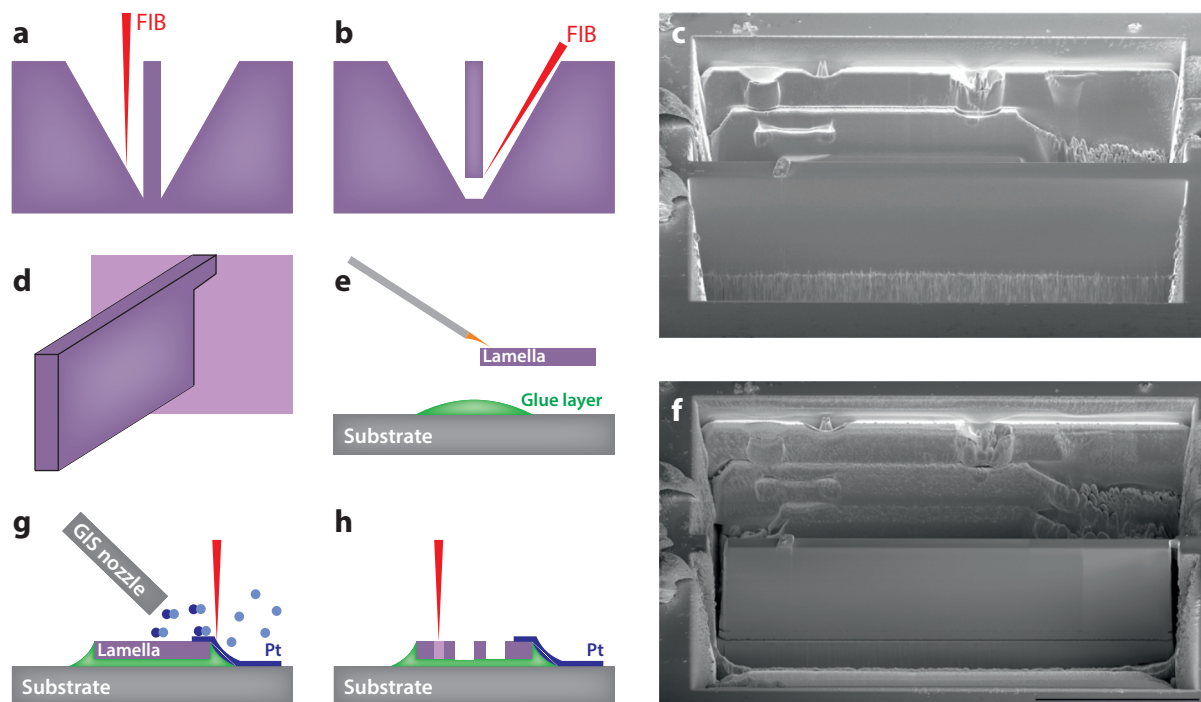 a
FIB
b
FIB
c
d
e
Lamella
Glue layer
Substrate
f
g
GIS nozzle
Lamella
Pt
Substrate
h
Pt
Substrate